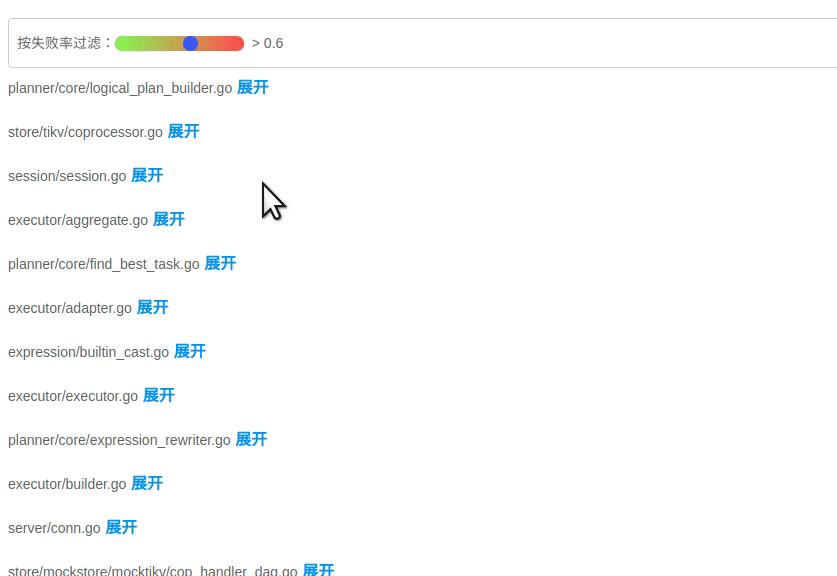 按失败率过滤： > 0.6
planner/core/logical_plan_builder.go 展开
store/tikv/coprocessor.go 展开
session/session.go 展开
executor/aggregate.go 展开
planner/core/find_best_task.go 展开
executor/adapter.go 展开
expression/builtin_cast.go 展开
executor/executor.go 展开
planner/core/expression_rewriter.go 展开
executor/builder.go 展开
server/conn.go 展开
store/mockstore/mocktikv/cop_handler_dag.go 展开